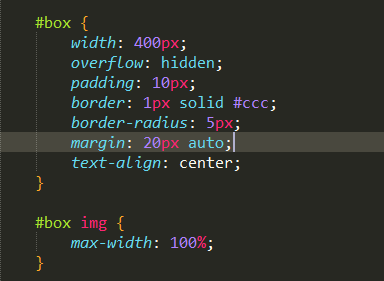 #box {
    width: 400px;
    overflow: hidden;
    padding: 10px;
    border: 1px solid #ccc;
    border-radius: 5px;
    margin: 20px auto;
    text-align: center;
}

#box img {
    max-width: 100%;
}